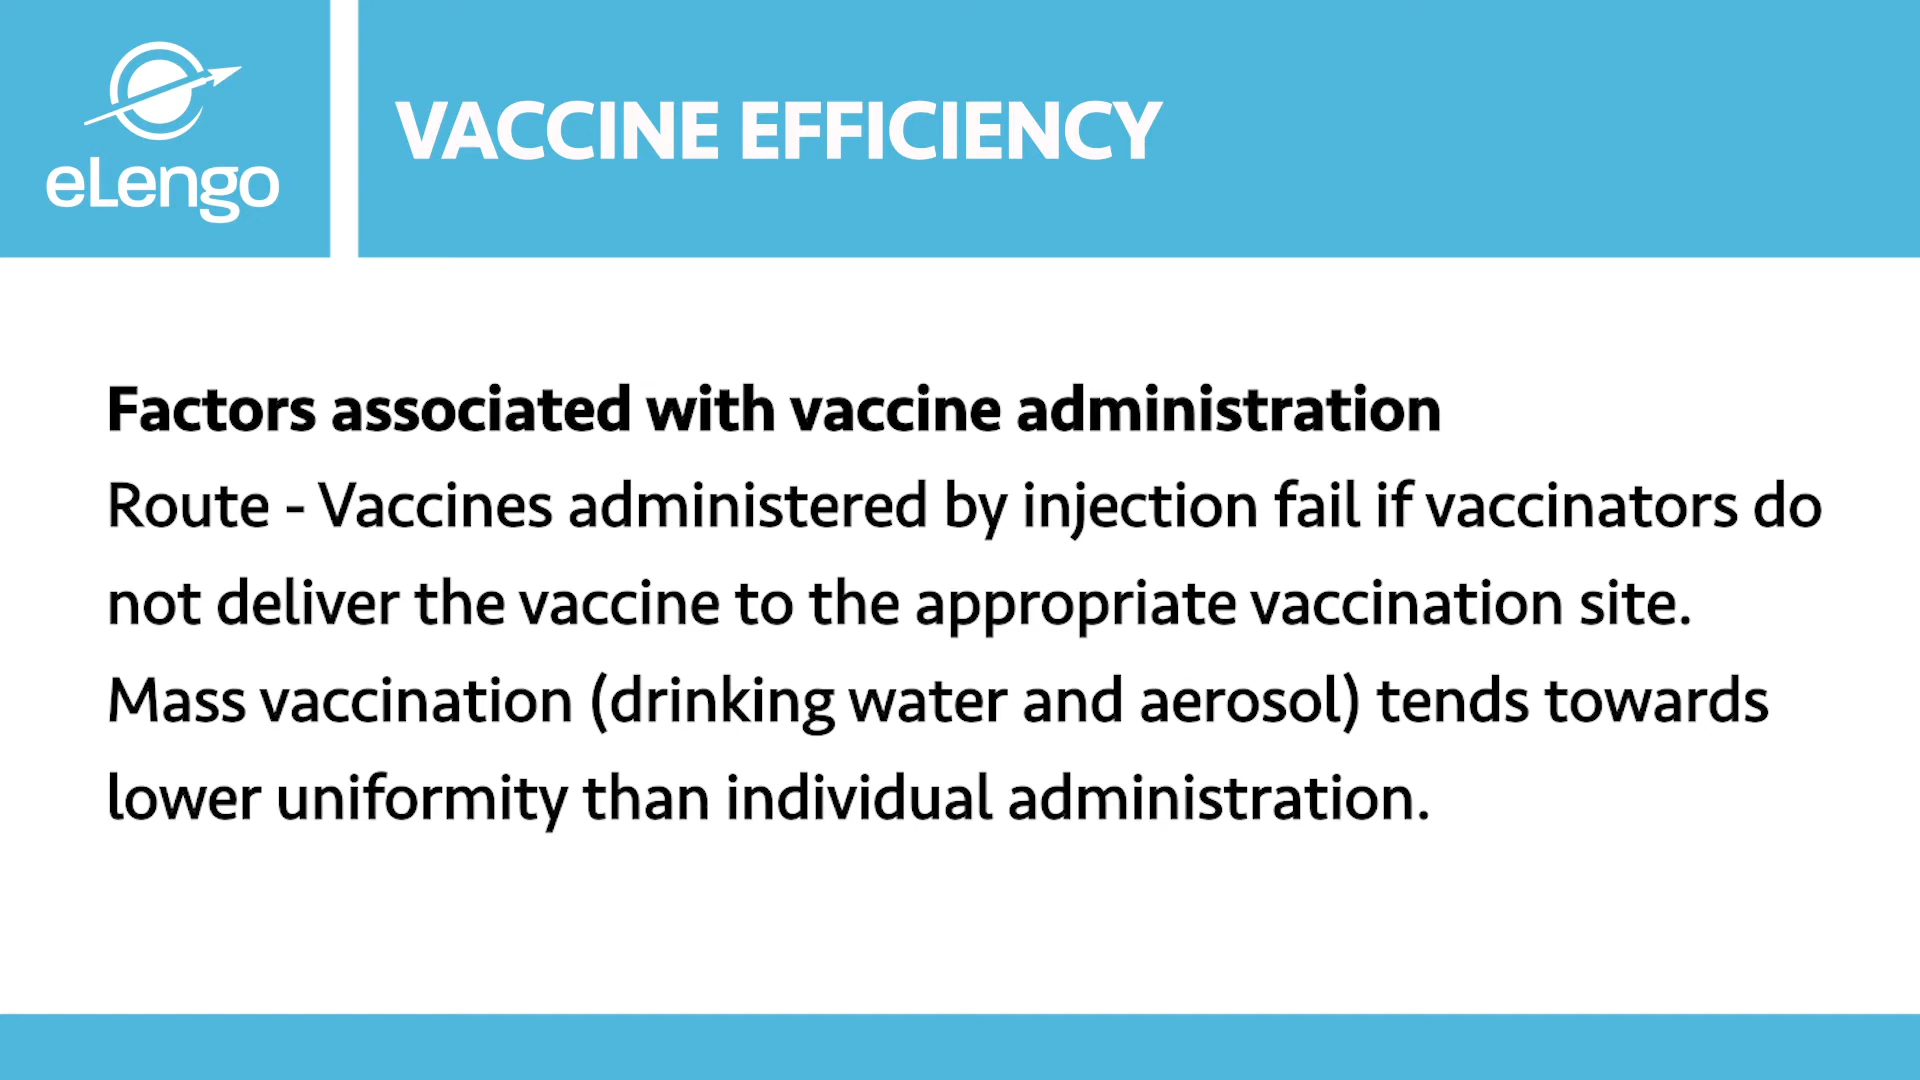 eLengo
VACCINE EFFICIENCY
Factors associated with vaccine administration
Route - Vaccines administered by injection fail if vaccinators do
not deliver the vaccine to the appropriate vaccination site.
Mass vaccination (drinking water and aerosol) tends towards
lower uniformity than individual administration.